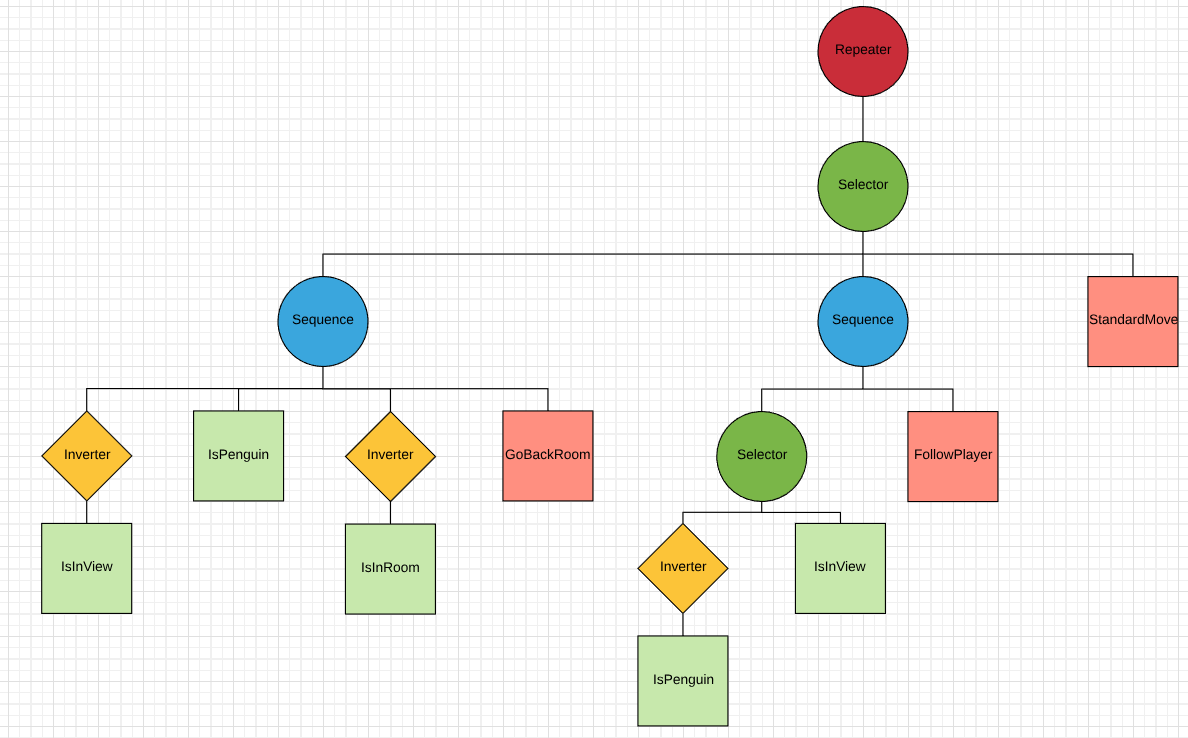 Repeater
Selector
Sequence
Sequence
StandardMove
Inverter
IsPenguin
Inverter
GoBackRoom
Selector
FollowPlayer
IsInView
IsInRoom
Inverter
IsInView
IsPenguin